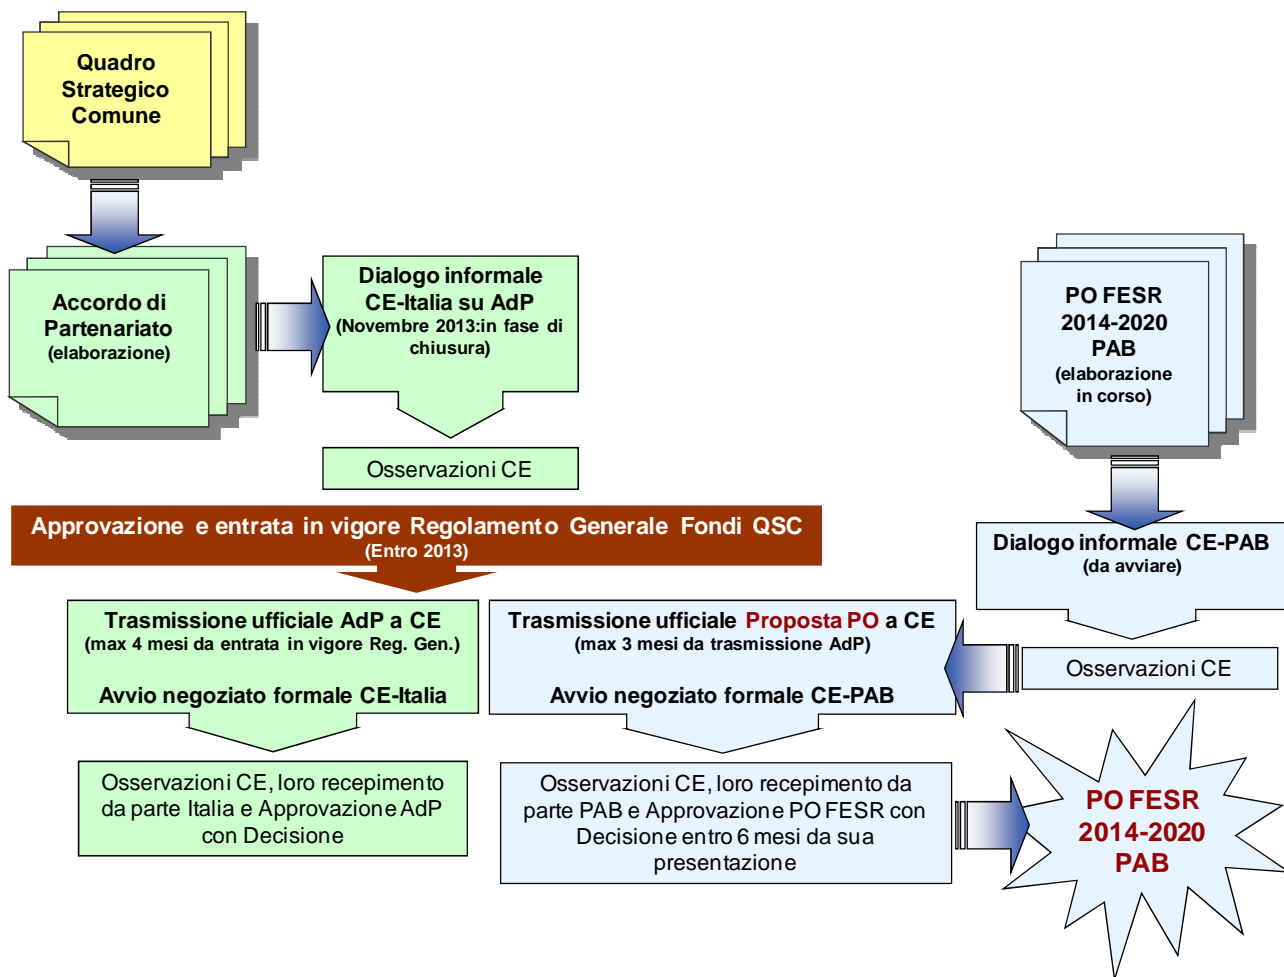 Quadro
Strategico
Comune
Accordo di
Partenariato
(elaborazione)
Dialogo informale
CE-Italia su AdP
(Novembre 2013:in fase di
chiusura)
Osservazioni CE
PO FESR
2014-2020
PAB
(elaborazione
in corso)
Approvazione e entrata in vigore Regolamento Generale Fondi QSC
(Entro 2013)
Dialogo informale CE-PAB
(da avviare)
Osservazioni CE
Trasmissione ufficiale AdP a CE
(max 4 mesi da entrata in vigore Reg. Gen.)
Avvio negoziato formale CE-Italia
Trasmissione ufficiale Proposta PO a CE
(max 3 mesi da trasmissione AdP)
Avvio negoziato formale CE-PAB
Osservazioni CE, loro recepimento
da parte Italia e Approvazione AdP
con Decisione
Osservazioni CE, loro recepimento da
parte PAB e Approvazione PO FESR con
Decisione entro 6 mesi da sua
presentazione
PO FESR
2014-2020
PAB